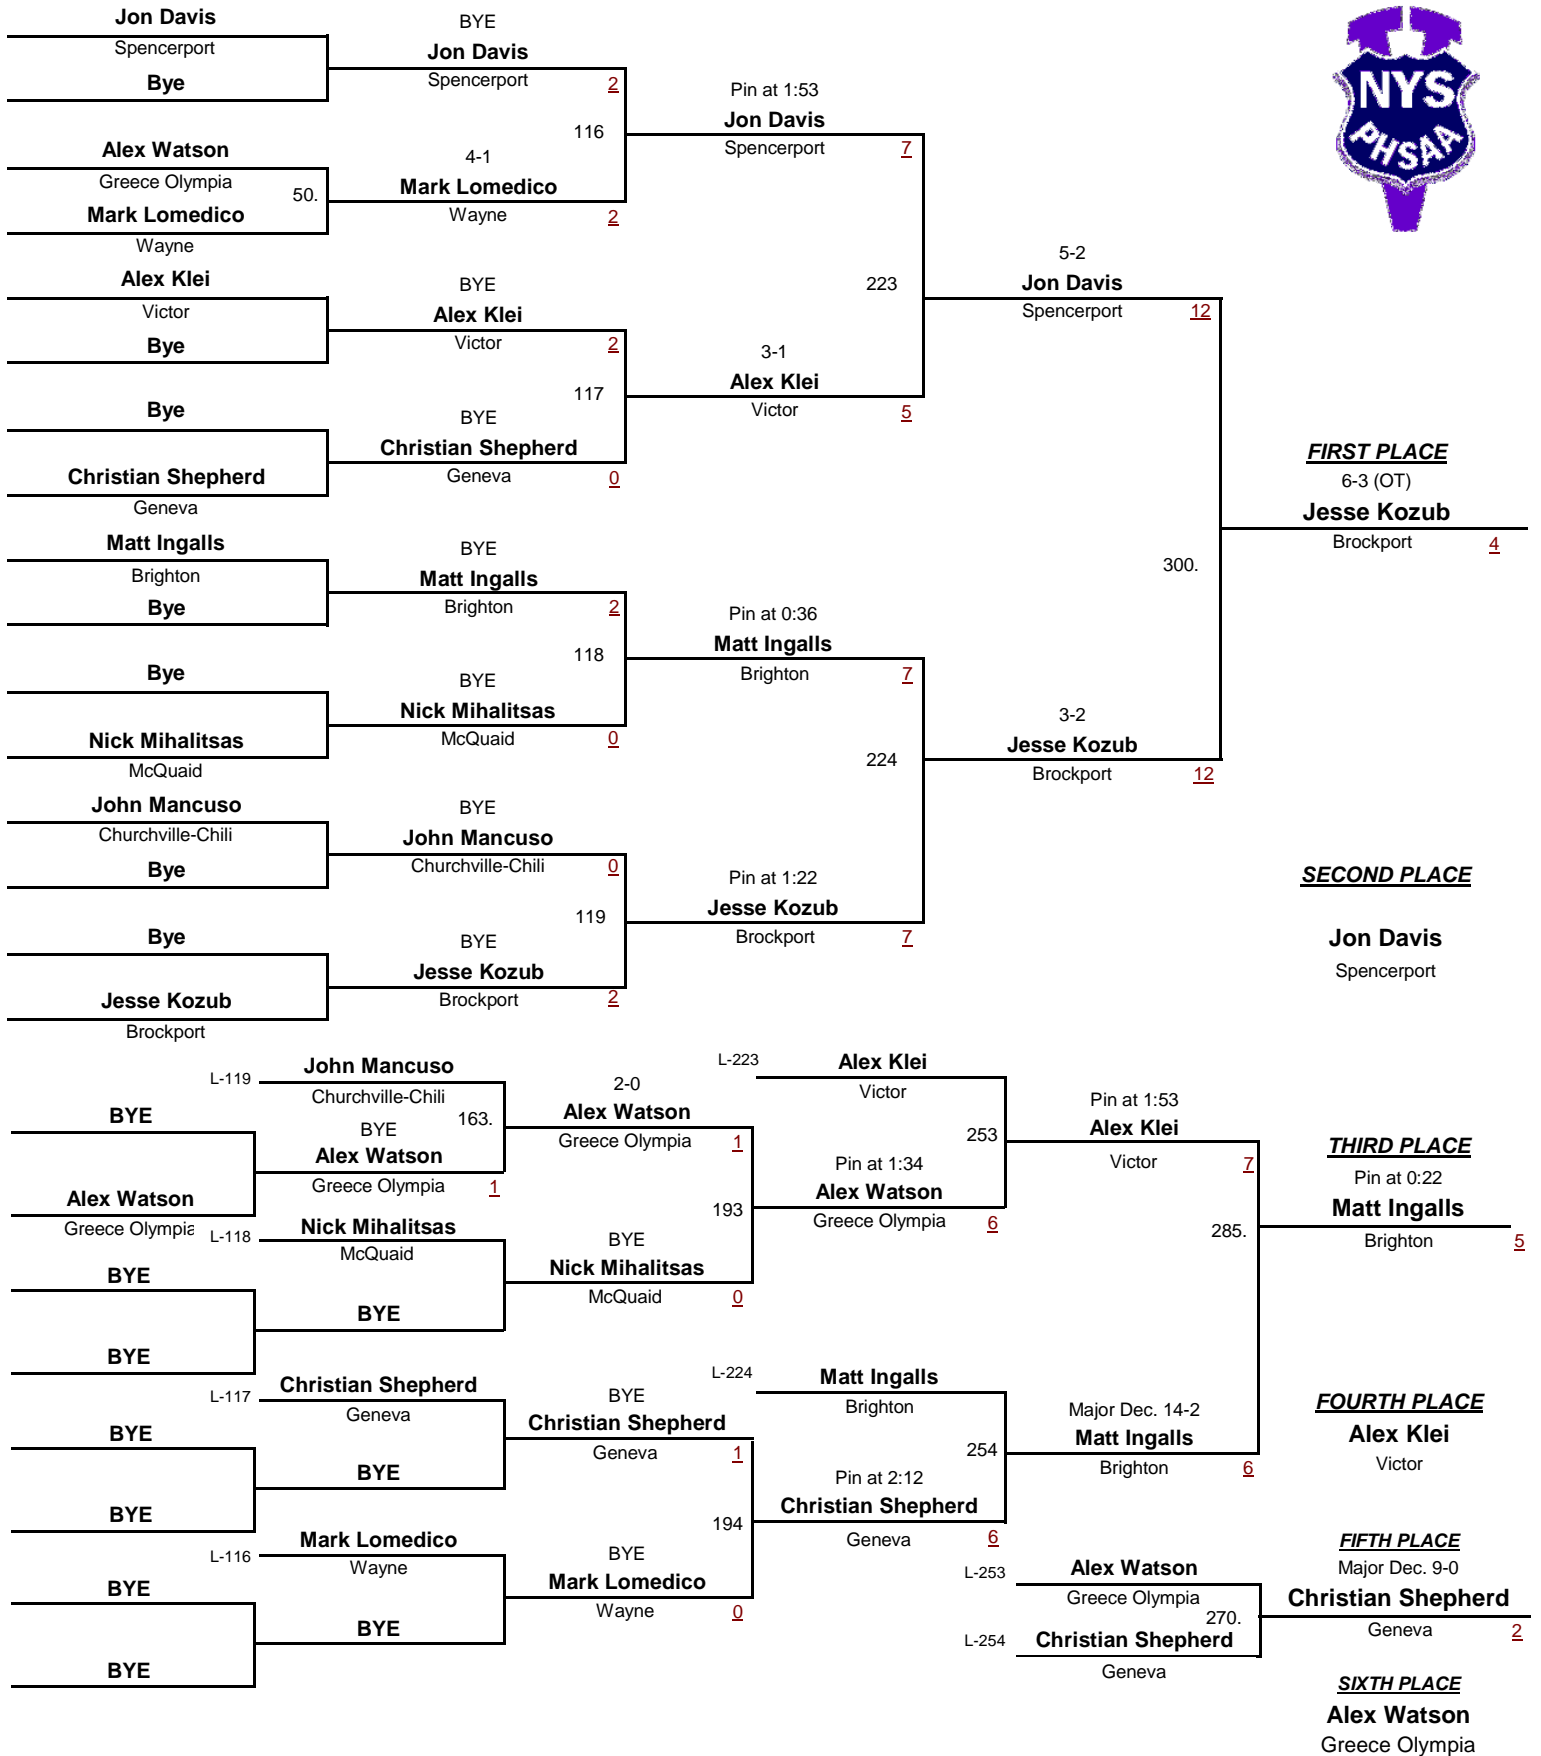 Jon Davis
Spencerport
Bye
Alex Watson
Greece Olympia
50.
Mark Lomedico
Wayne
Alex Klei
Victor
Bye
Bye
Christian Shepherd
Geneva
Matt Ingalls
Brighton
Bye
Bye
Nick Mihalitsas
McQuaid
John Mancuso
Churchville-Chili
Bye
Bye
Jesse Kozub
Brockport
BYE
Jon Davis
Spencerport
2
116
4-1
Mark Lomedico
Wayne
2
BYE
Alex Klei
Victor
2
117
BYE
Christian Shepherd
Geneva
0
BYE
Matt Ingalls
Brighton
2
118
BYE
Nick Mihalitsas
McQuaid
0
BYE
John Mancuso
Churchville-Chili
0
119
BYE
Jesse Kozub
Brockport
2
Pin at 1:53
Jon Davis
Spencerport
7
223
3-1
Alex Klei
Victor
5
Pin at 0:36
Matt Ingalls
Brighton
7
224
Pin at 1:22
Jesse Kozub
Brockport
7
5-2
Jon Davis
Spencerport
12
300.
3-2
Jesse Kozub
Brockport
12
NYS
PHSAA
FIRST PLACE
6-3 (OT)
Jesse Kozub
Brockport
4
SECOND PLACE
Jon Davis
Spencerport
BYE
Alex Watson
Greece Olympia
BYE
BYE
BYE
BYE
BYE
BYE
L-119
John Mancuso
Churchville-Chili
163.
BYE
Alex Watson
Greece Olympia
1
L-118
Nick Mihalitsas
McQuaid
BYE
L-117
Christian Shepherd
Geneva
BYE
L-116
Mark Lomedico
Wayne
BYE
2-0
Alex Watson
Greece Olympia
1
193
BYE
Nick Mihalitsas
McQuaid
0
BYE
Christian Shepherd
Geneva
1
194
BYE
Mark Lomedico
Wayne
0
L-223
Alex Klei
Victor
253
Pin at 1:34
Alex Watson
Greece Olympia
6
L-224
Matt Ingalls
Brighton
254
Pin at 2:12
Christian Shepherd
Geneva
6
Pin at 1:53
Alex Klei
Victor
7
285.
Major Dec. 14-2
Matt Ingalls
Brighton
6
L-253
Alex Watson
Greece Olympia
270.
L-254
Christian Shepherd
Geneva
THIRD PLACE
Pin at 0:22
Matt Ingalls
Brighton
5
FOURTH PLACE
Alex Klei
Victor
FIFTH PLACE
Major Dec. 9-0
Christian Shepherd
Geneva
2
SIXTH PLACE
Alex Watson
Greece Olympia